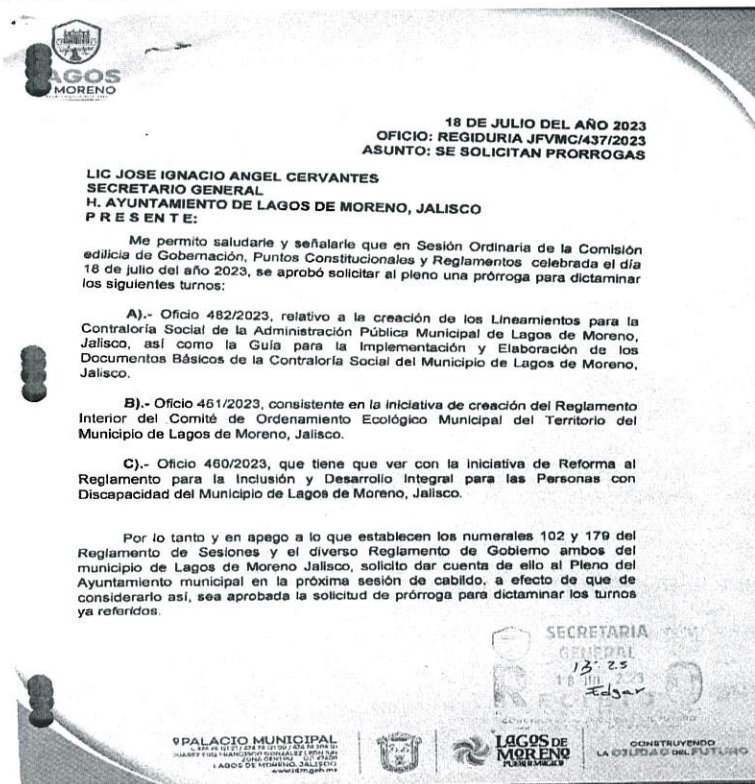 LAGOS
DE MORENO
18 DE JULIO DEL AÑO 2023
OFICIO: REGIDURIA JFVMC/437/2023
ASUNTO: SE SOLICITAN PRORROGAS
LIC JOSE IGNACIO ANGEL CERVANTES
SECRETARIO GENERAL
H. AYUNTAMIENTO DE LAGOS DE MORENO, JALISCO
P R E S E N T E:
Me permito saludarle y señalarle que en Sesión Ordinaria de la Comisión
edilicia de Gobernación, Puntos Constitucionales y Reglamentos celebrada el día
18 de julio del año 2023, se aprobó solicitar al pleno una prórroga para dictaminar
los siguientes turnos:
A).- Oficio 482/2023, relativo a la creación de los Lineamientos para la
Contraloría Social de la Administración Pública Municipal de Lagos de Moreno,
Jalisco, así como la Guía para la Implementación y Elaboración de los
Documentos Básicos de la Contraloría Social del Municipio de Lagos de Moreno,
Jalisco.
B).- Oficio 461/2023, consistente en la iniciativa de creación del Reglamento
Interior del Comité de Ordenamiento Ecológico Municipal del Territorio del
Municipio de Lagos de Moreno, Jalisco.
C).- Oficio 460/2023, que tiene que ver con la iniciativa de Reforma al
Reglamento para la Inclusión y Desarrollo Integral para las Personas con
Discapacidad del Municipio de Lagos de Moreno, Jalisco.
Por lo tanto y en apego a lo que establecen los numerales 102 y 179 del
Reglamento de Sesiones y el diverso Reglamento de Gobierno ambos del
municipio de Lagos de Moreno Jalisco, solicito dar cuenta de ello al Pleno del
Ayuntamiento municipal en la próxima sesión de cabildo, a efecto de que de
considerarlo así, sea aprobada la solicitud de prórroga para dictaminar los turnos
ya referidos.
SECRETARIA
GENERAL
13:25
18 JUL 2023
Edgar
PALACIO MUNICIPAL
LAGOS DE MORENO, JALISCO
www.ldm.gob.mx
LAGOS DE
MORENO
PUEBLO MÁGICO
CONSTRUYENDO
LA CIUDAD DEL FUTURO